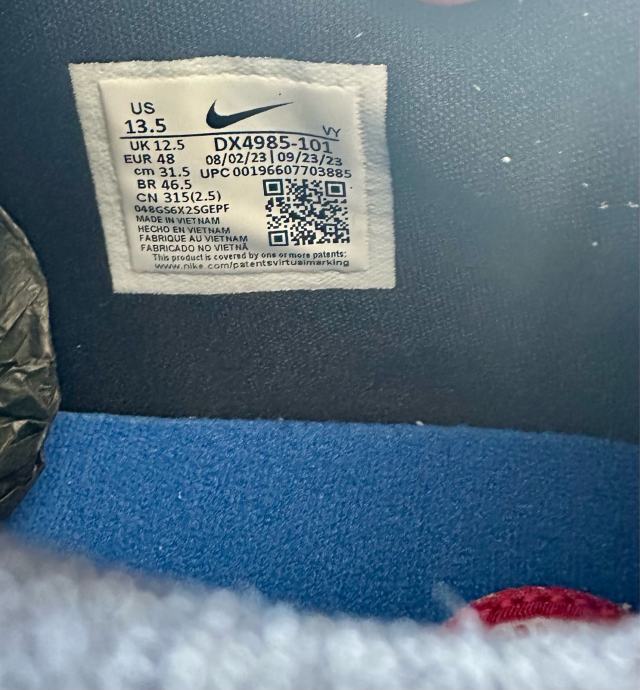 US
13.5
VY
UK 12.5 DX4985-101
EUR 48 08/02/23 | 09/23/23
cm 31.5 UPC 00196607703885
BR 46.5
CN 315(2.5)
048GS6X2SGEPF
MADE IN VIETNAM
HECHO EN VIETNAM
FABRIQUE AU VIETNAM
FABRICADO NO VIETNÃ
This product is covered by one or more patents:
www.nike.com/patentsvirtualmarking